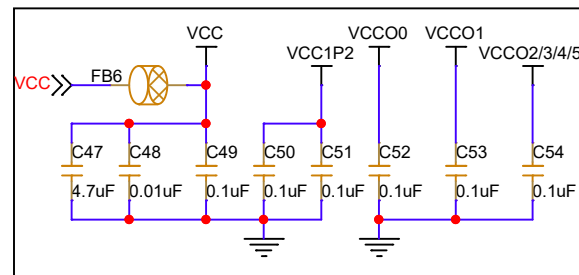 VCC VCCO0 VCCO1
VCC1P2 VCCO2/3/4/5
VCC FB6
C47 C48 C49 C50 C51 C52 C53 C54
4.7uF 0.01uF 0.1uF 0.1uF 0.1uF 0.1uF 0.1uF 0.1uF